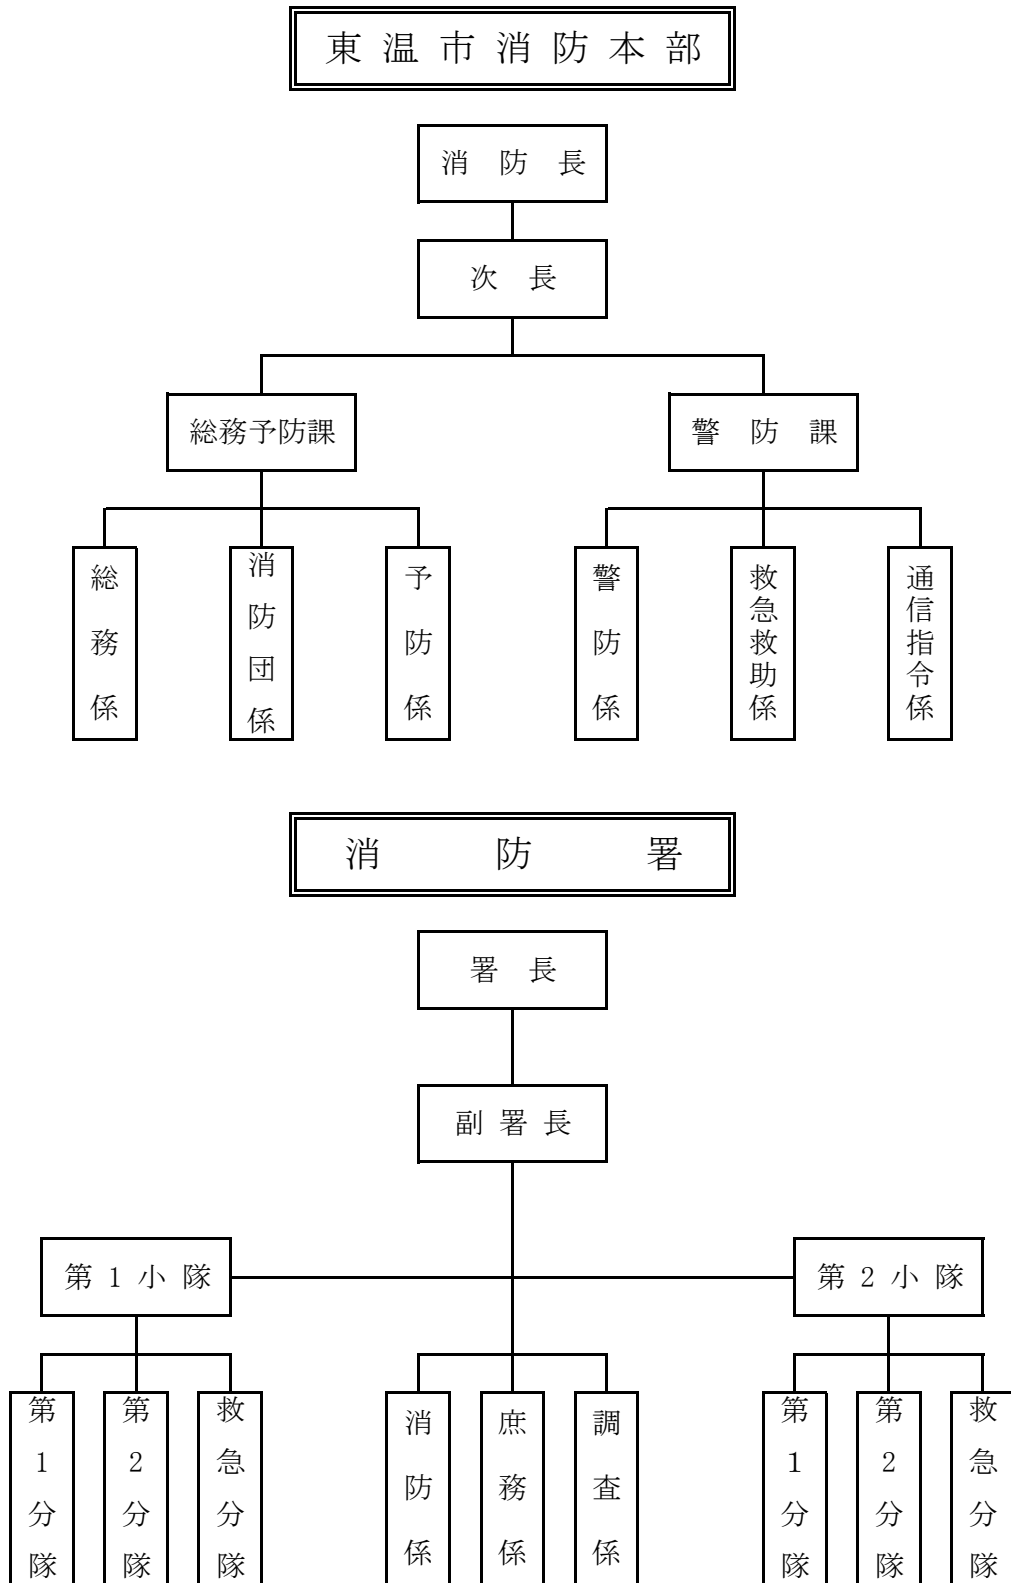 東温市消防本部
消防長
次長
総務予防課
警防課
総務係
消防団係
予防係
警防係
救急救助係
通信指令係
消防署
署長
副署長
第1小隊
第2小隊
第1分隊
第2分隊
救急分隊
消防係
庶務係
調査係
第1分隊
第2分隊
救急分隊